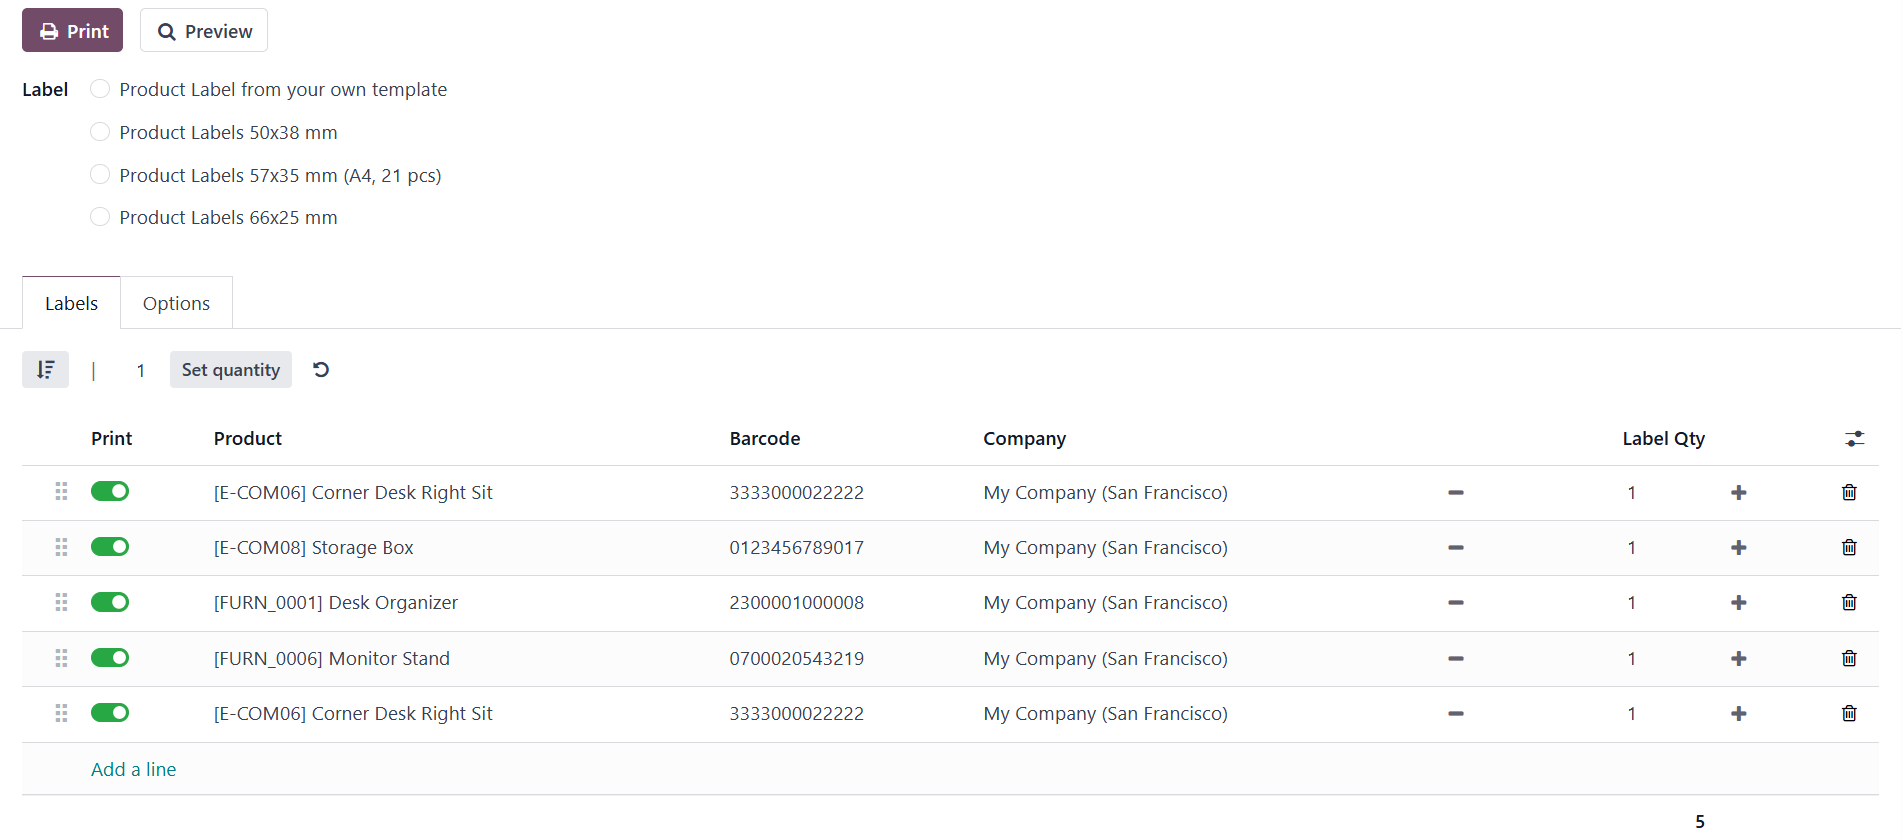 Print Preview
Label Product Label from your own template
Product Labels 50x38 mm
Product Labels 57x35 mm (A4, 21 pcs)
Product Labels 66x25 mm
Labels Options
| 1 Set quantity
Print Product Barcode Company Label Qty
[E-COM06] Corner Desk Right Sit 3333000022222 My Company (San Francisco) 1
[E-COM08] Storage Box 0123456789017 My Company (San Francisco) 1
[FURN_0001] Desk Organizer 2300001000008 My Company (San Francisco) 1
[FURN_0006] Monitor Stand 0700020543219 My Company (San Francisco) 1
[E-COM06] Corner Desk Right Sit 3333000022222 My Company (San Francisco) 1
Add a line
5